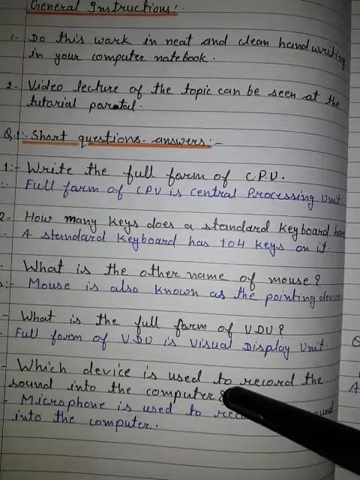 General Instructions:-
1- Do this work in neat and clean handwriting
in your computer notebook.
2- Video lecture of the topic can be seen at the
tutorial paratal.
Q.1:- Short questions answers:-
1:- Write the full form of C.P.U.
Full form of CPU is Central Processing Unit
2- How many keys does a standard keyboard have
- A standard keyboard has 104 keys on it
- What is the other name of mouse?
:- Mouse is also known as the pointing device
- What is the full form of VDU?
- Full form of VDU is Visual Display Unit.
- Which device is used to record the
sound into the computer?
- Microphone is used to sound
into the computer.